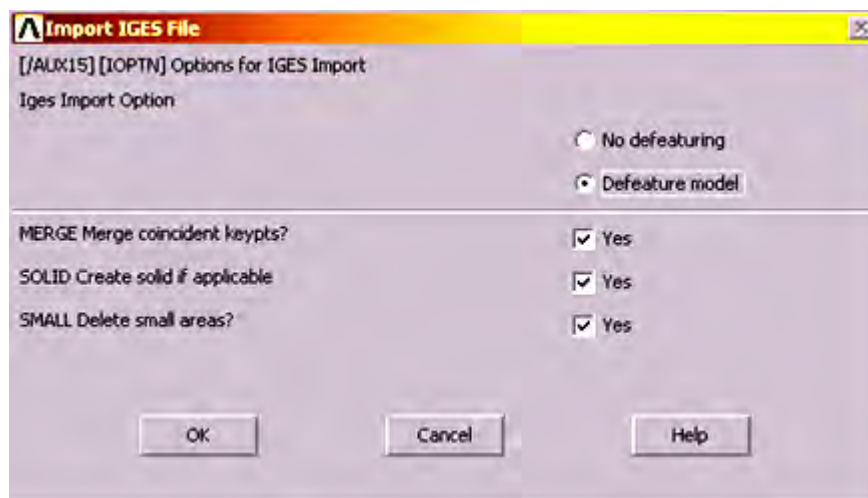 Import IGES File
[/AUX15] [IOPTN] Options for IGES Import
Iges Import Option
No defeaturing
Defeature model
MERGE Merge coincident keypts? Yes
SOLID Create solid if applicable Yes
SMALL Delete small areas? Yes
OK Cancel Help